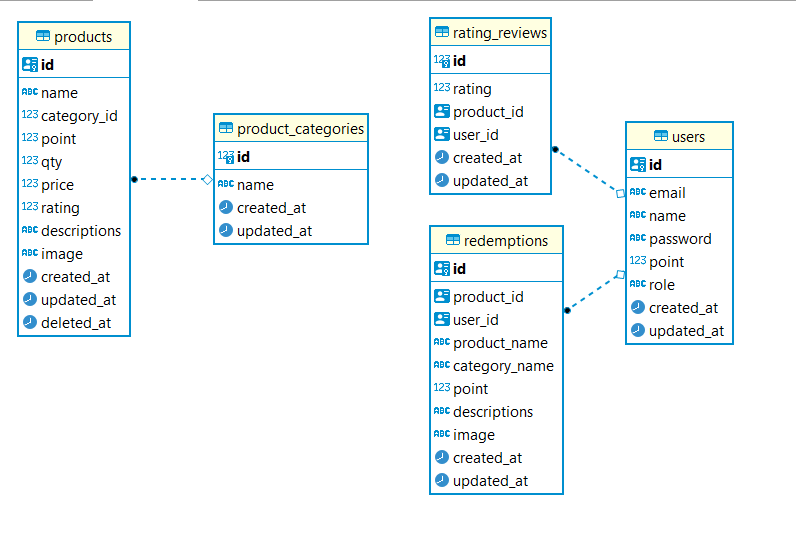 products
id
name
category_id
point
qty
price
rating
descriptions
image
created_at
updated_at
deleted_at
product_categories
id
name
created_at
updated_at
rating_reviews
id
rating
product_id
user_id
created_at
updated_at
redemptions
id
product_id
user_id
product_name
category_name
point
descriptions
image
created_at
updated_at
users
id
email
name
password
point
role
created_at
updated_at